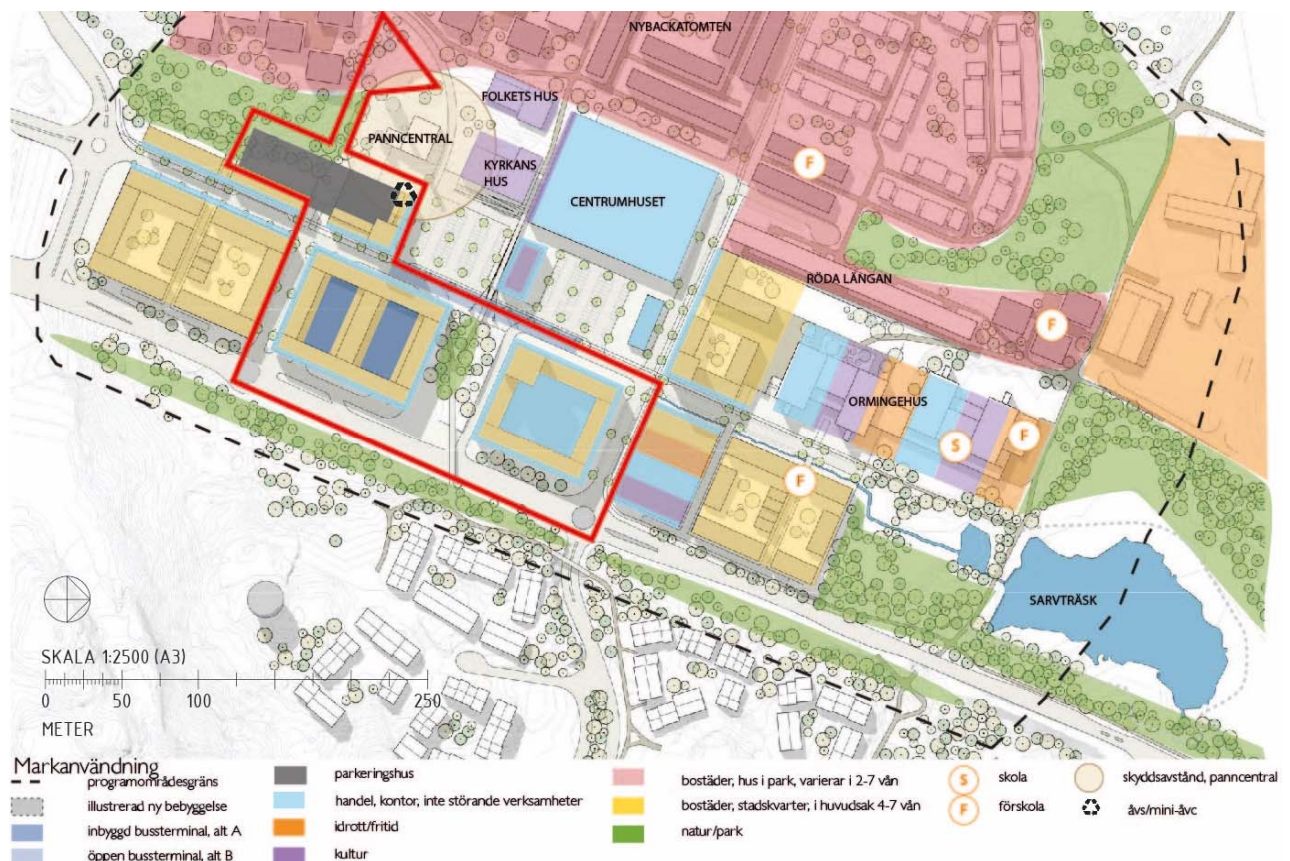 NYBACKATOMTEN
FOLKETS HUS
PANNCENTRAL
KYRKANS
HUS
CENTRUMHUSET
F
RÖDA LÄNGAN
F
ORMINGEHUS
S
F
F
SARVTRÄSK
SKALA 1:2500 (A3)
0 50 100 250
METER
Markanvändning
programområdesgräns
illustrerad ny bebyggelse
inbyggd bussterminal, alt A
öppen bussterminal, alt B
parkeringshus
handel, kontor, inte störande verksamheter
idrott/fritid
kultur
bostäder, hus i park, varierar i 2-7 vån
bostäder, stadskvarter, i huvudsak 4-7 vån
natur/park
S skola
F förskola
skyddsavstånd, panncentral
åvs/mini-åvc